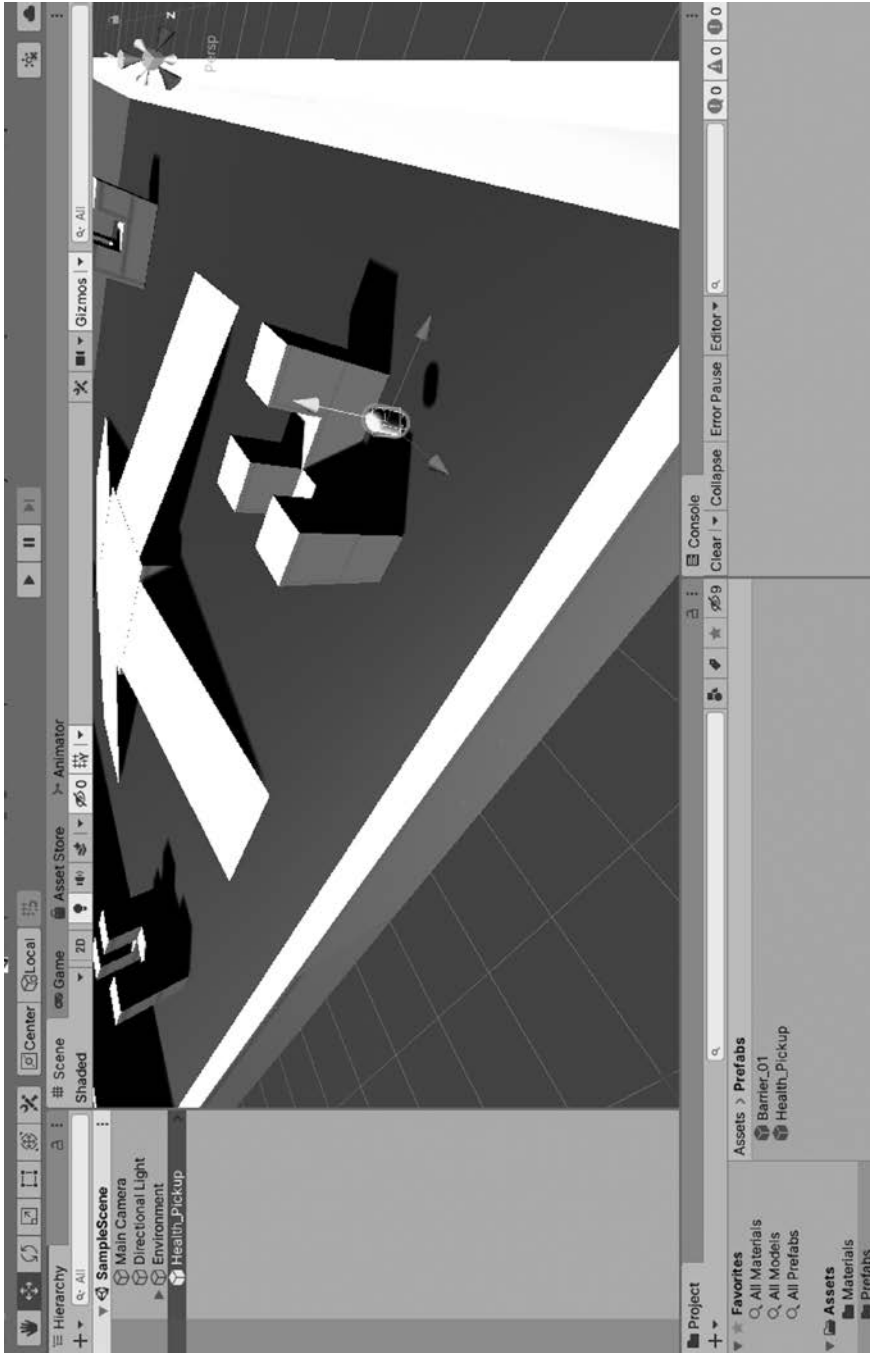 Center
Local
Hierarchy
All
SampleScene
Main Camera
Directional Light
Environment
Health_Pickup
Scene
Game
Asset Store
Animator
Shaded
2D
0
Gizmos
All
z
Persp
Project
9
Favorites
All Materials
All Models
All Prefabs
Assets
Materials
Prefabs
Assets > Prefabs
Barrier_01
Health_Pickup
Console
Clear
Collapse
Error Pause
Editor
0
0
0